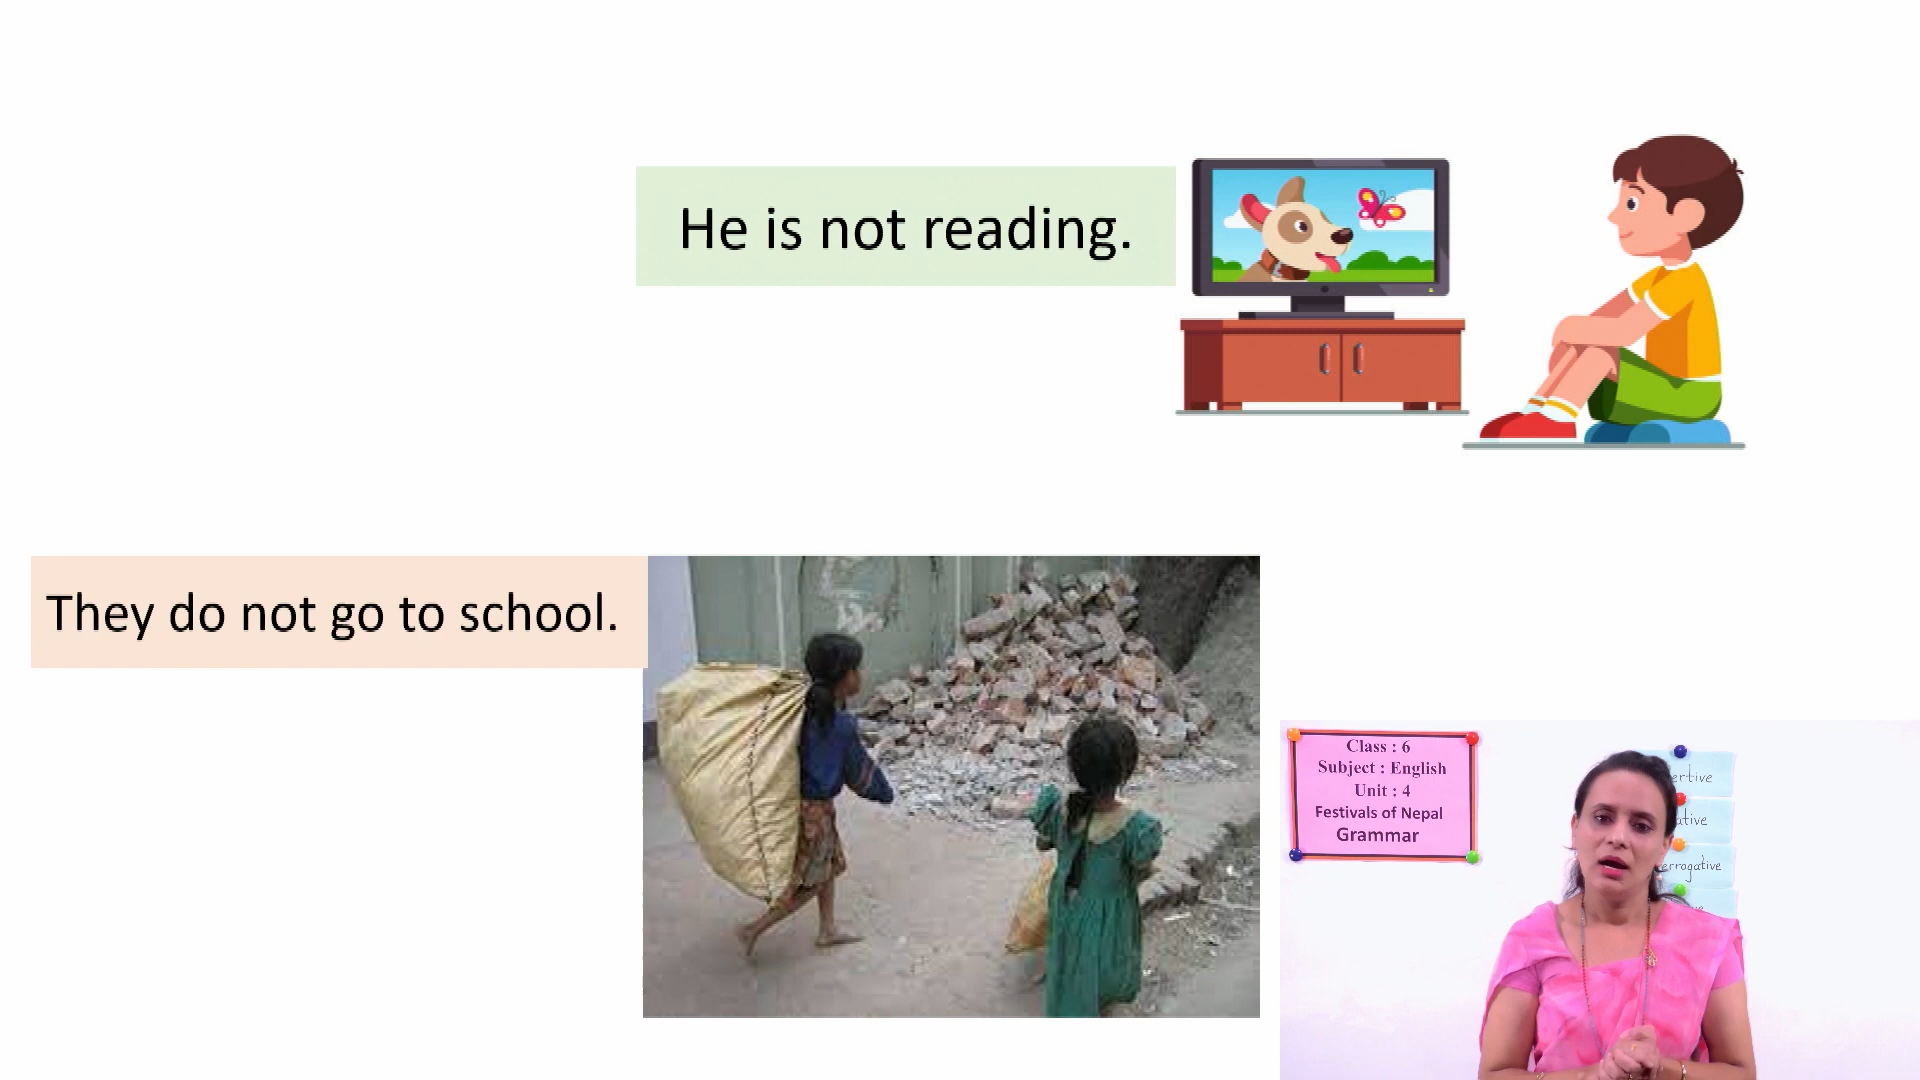 He is not reading.
They do not go to school.
Class : 6
Subject : English
Unit : 4
Festivals of Nepal
Grammar